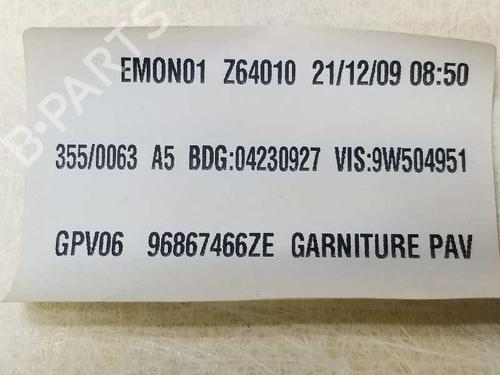 EMON01 Z64010 21/12/09 08:50
355/0063 A5 BDG:04230927 VIS:9W504951
GPV06 96867466ZE GARNITURE PAV
B-PARTS